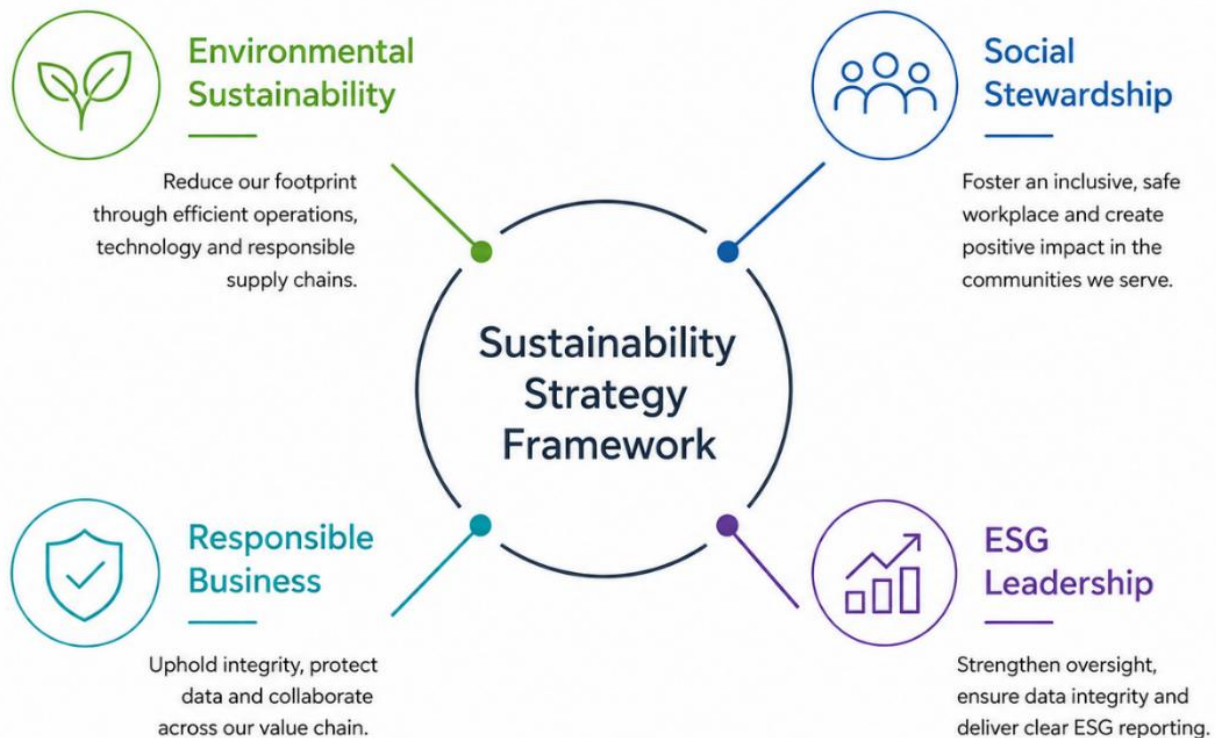 Environmental
Sustainability
Reduce our footprint
through efficient operations,
technology and responsible
supply chains.
Social
Stewardship
Foster an inclusive, safe
workplace and create
positive impact in the
communities we serve.
Sustainability
Strategy
Framework
Responsible
Business
Uphold integrity, protect
data and collaborate
across our value chain.
ESG
Leadership
Strengthen oversight,
ensure data integrity and
deliver clear ESG reporting.